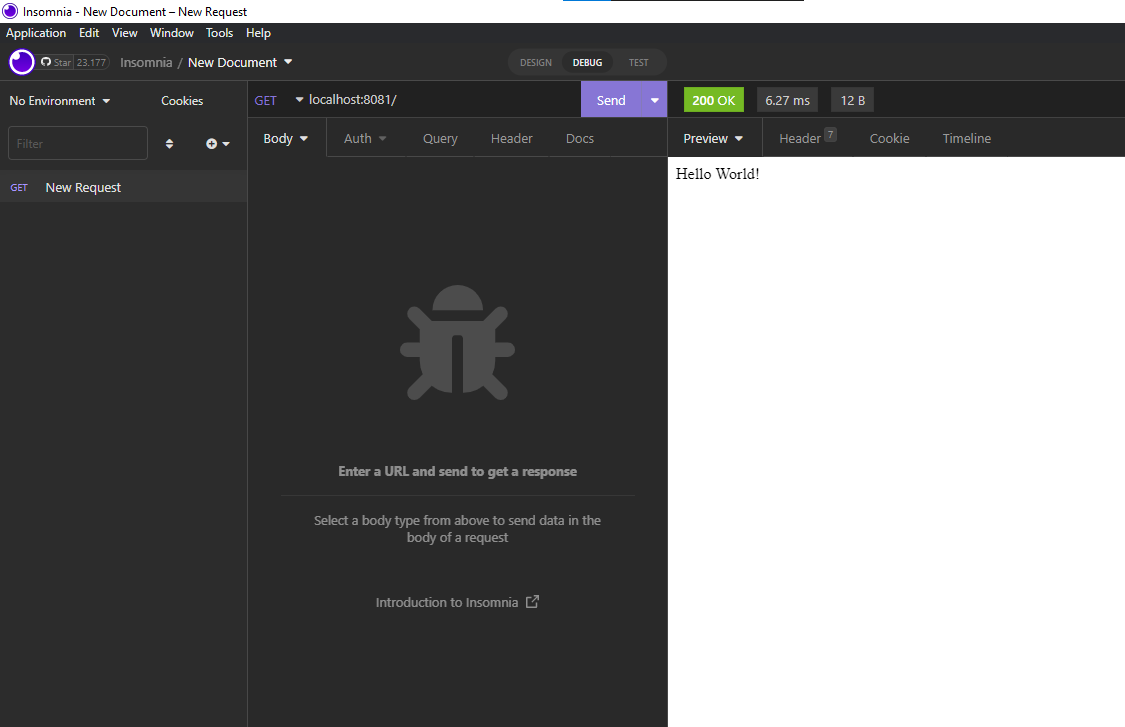 Insomnia - New Document – New Request
Application Edit View Window Tools Help
Star 23.177 Insomnia / New Document DESIGN DEBUG TEST
No Environment Cookies
GET localhost:8081/ Send
200 OK 6.27 ms 12 B
Filter
Body Auth Query Header Docs
Preview Header 7 Cookie Timeline
GET New Request
Hello World!
Enter a URL and send to get a response
Select a body type from above to send data in the
body of a request
Introduction to Insomnia